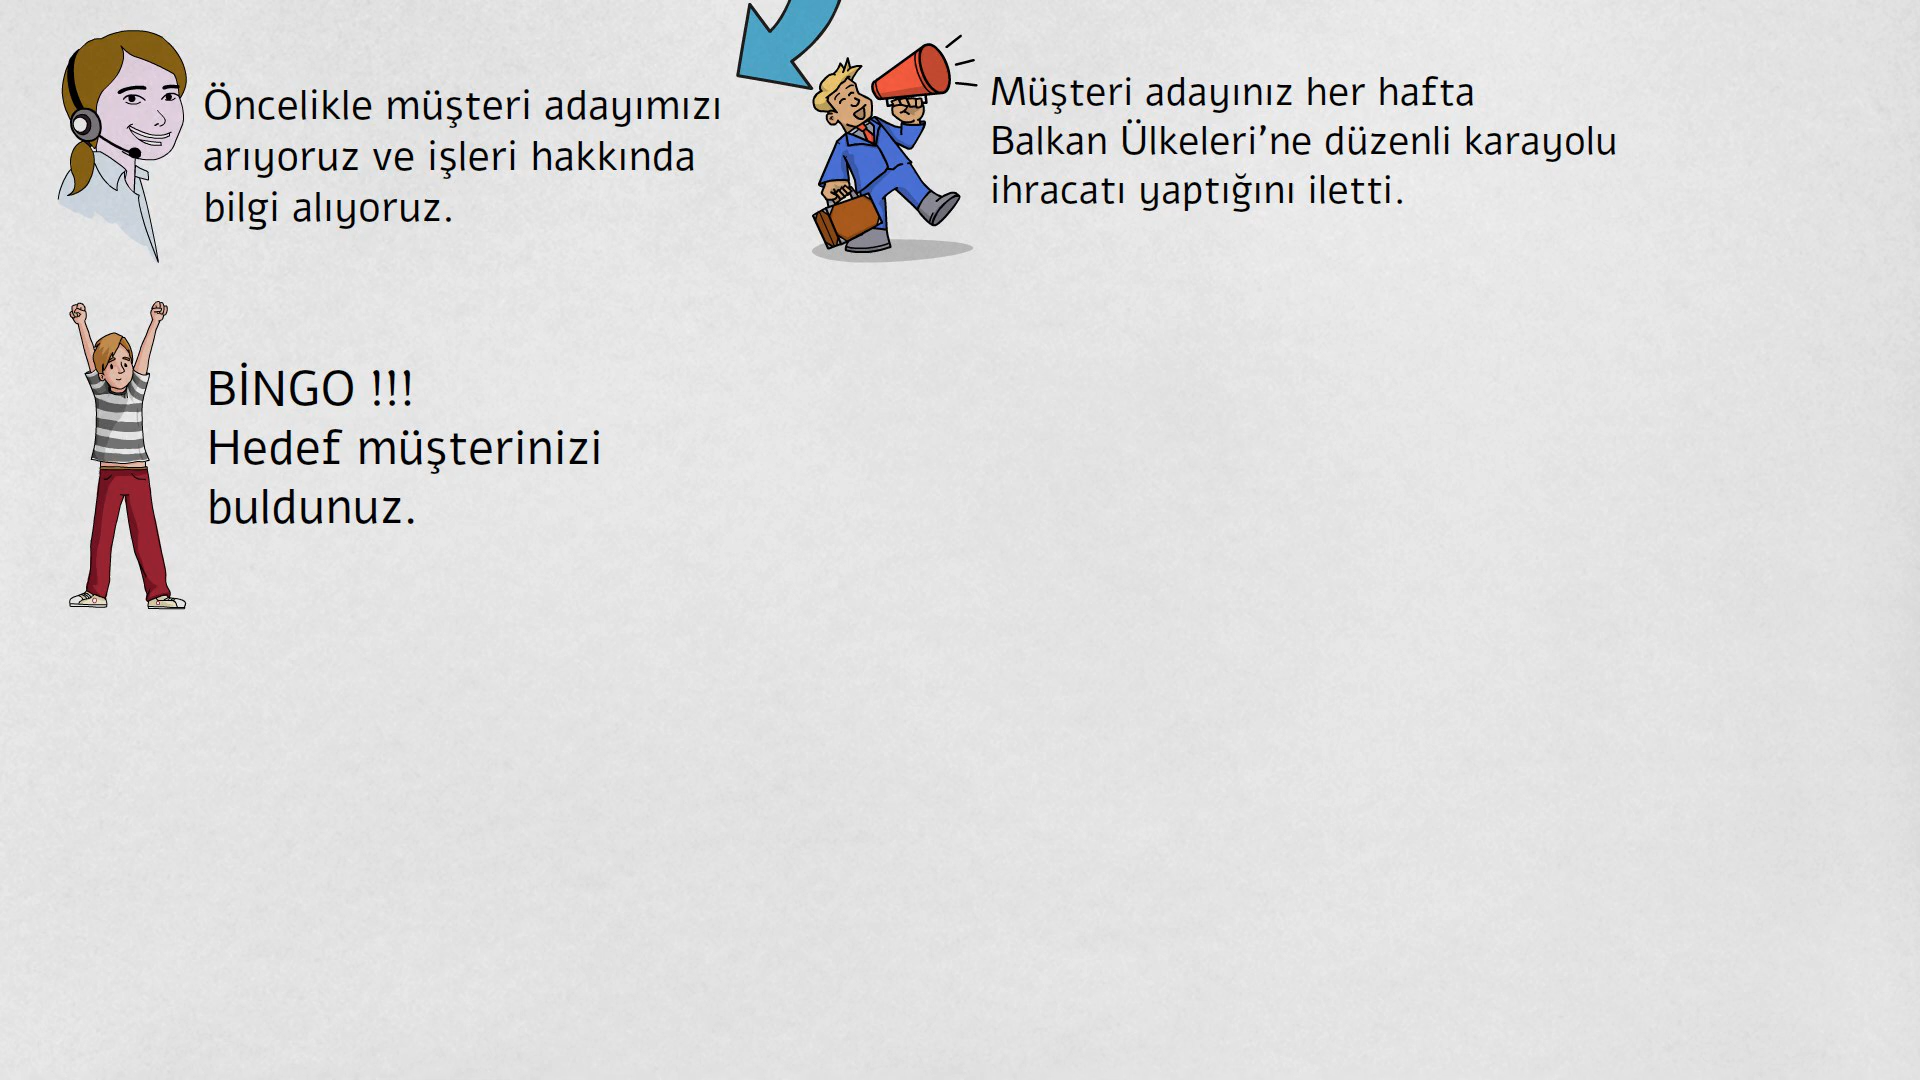 Öncelikle müşteri adayımızı
arıyoruz ve işleri hakkında
bilgi alıyoruz.
Müşteri adayınız her hafta
Balkan Ülkeleri’ne düzenli karayolu
ihracatı yaptığını iletti.
BİNGO !!!
Hedef müşterinizi
buldunuz.